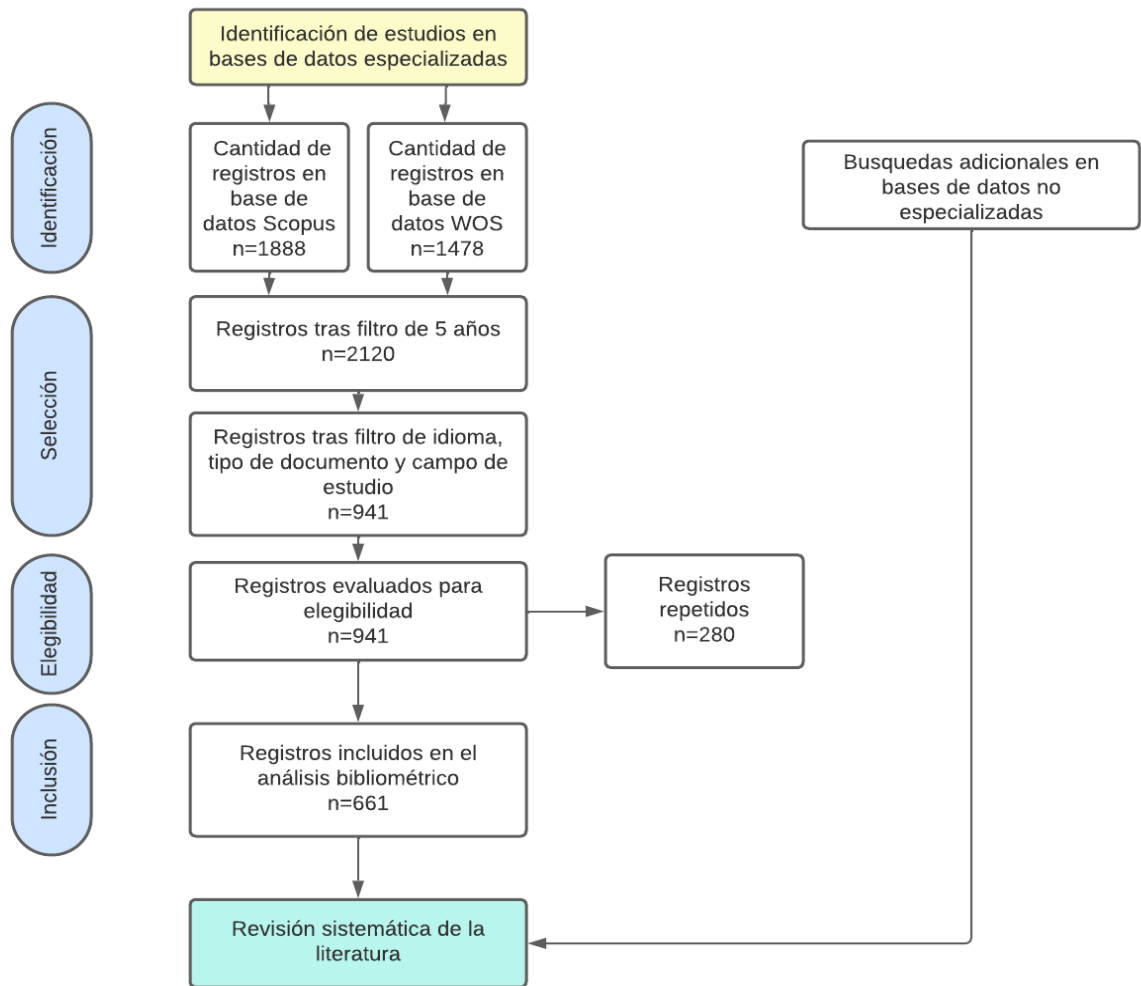 Identificación de estudios en
bases de datos especializadas
Identificación
Cantidad de
registros en
base de
datos Scopus
n=1888
Cantidad de
registros en
base de
datos WOS
n=1478
Busquedas adicionales en
bases de datos no
especializadas
Selección
Registros tras filtro de 5 años
n=2120
Registros tras filtro de idioma,
tipo de documento y campo de
estudio
n=941
Elegibilidad
Registros evaluados para
elegibilidad
n=941
Registros
repetidos
n=280
Inclusión
Registros incluidos en el
análisis bibliométrico
n=661
Revisión sistemática de la
literatura